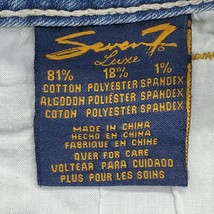 Seven7
Luxe
81% 18% 1%
COTTON POLYESTER SPANDEX
ALGODON POLIÉSTER SPANDEX
COTON POLYESTER SPANDEX
MADE IN CHINA
HECHO EN CHINA
FABRIQUE EN CHINE
OVER FOR CARE
VOLTEAR PARA CUIDADO
PLUS POUR LES SOINS